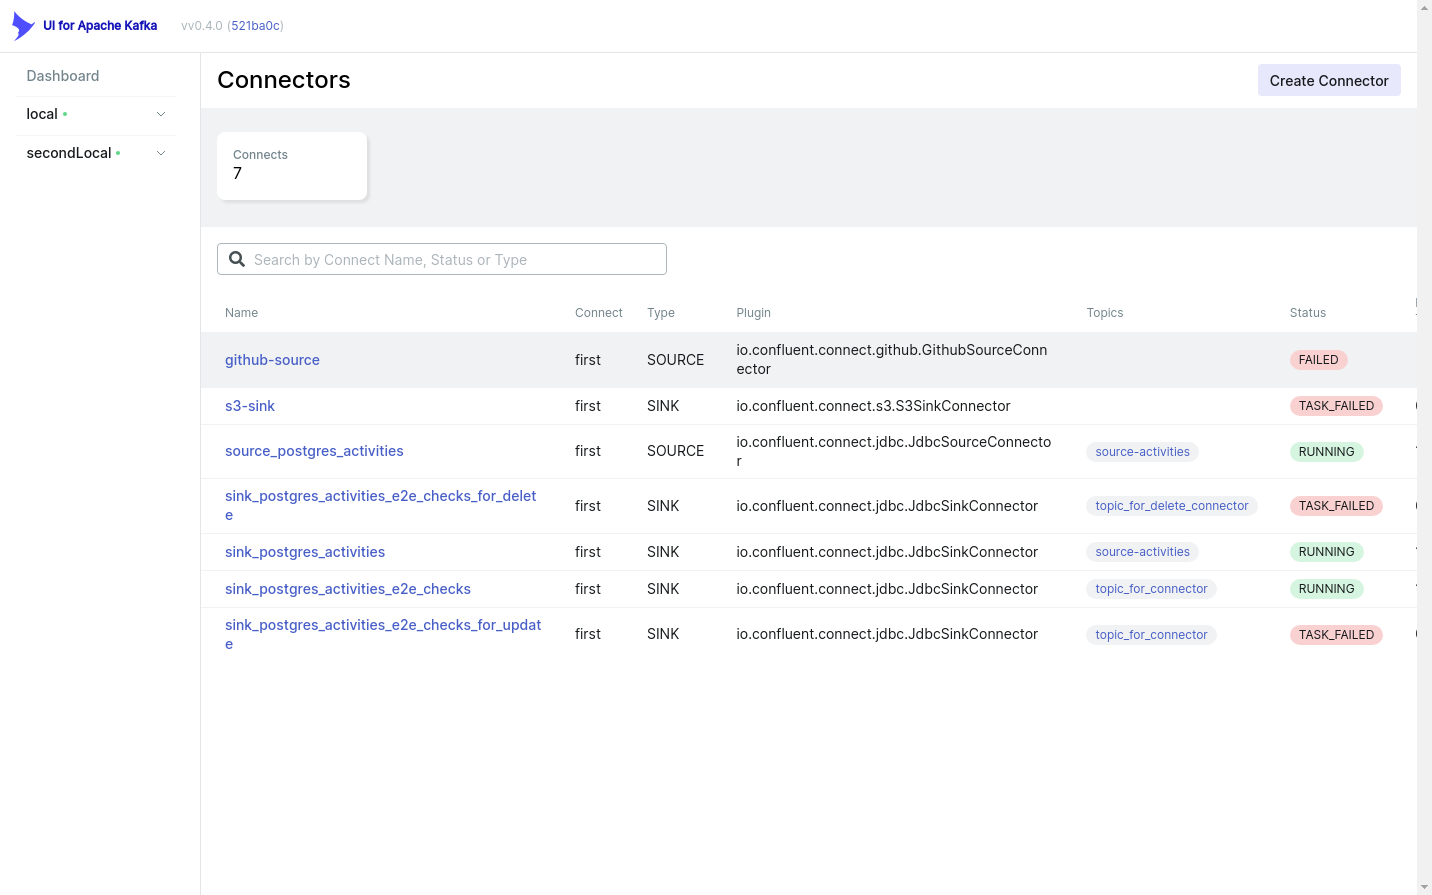 UI for Apache Kafka vv0.4.0 (521ba0c)
Dashboard
local
secondLocal
Connectors
Create Connector
Connects
7
Search by Connect Name, Status or Type
Name Connect Type Plugin Topics Status
github-source first SOURCE io.confluent.connect.github.GithubSourceConn
ector FAILED
s3-sink first SINK io.confluent.connect.s3.S3SinkConnector TASK_FAILED
source_postgres_activities first SOURCE io.confluent.connect.jdbc.JdbcSourceConnecto
r source-activities RUNNING
sink_postgres_activities_e2e_checks_for_delet
e first SINK io.confluent.connect.jdbc.JdbcSinkConnector topic_for_delete_connector TASK_FAILED
sink_postgres_activities first SINK io.confluent.connect.jdbc.JdbcSinkConnector source-activities RUNNING
sink_postgres_activities_e2e_checks first SINK io.confluent.connect.jdbc.JdbcSinkConnector topic_for_connector RUNNING
sink_postgres_activities_e2e_checks_for_updat
e first SINK io.confluent.connect.jdbc.JdbcSinkConnector topic_for_connector TASK_FAILED